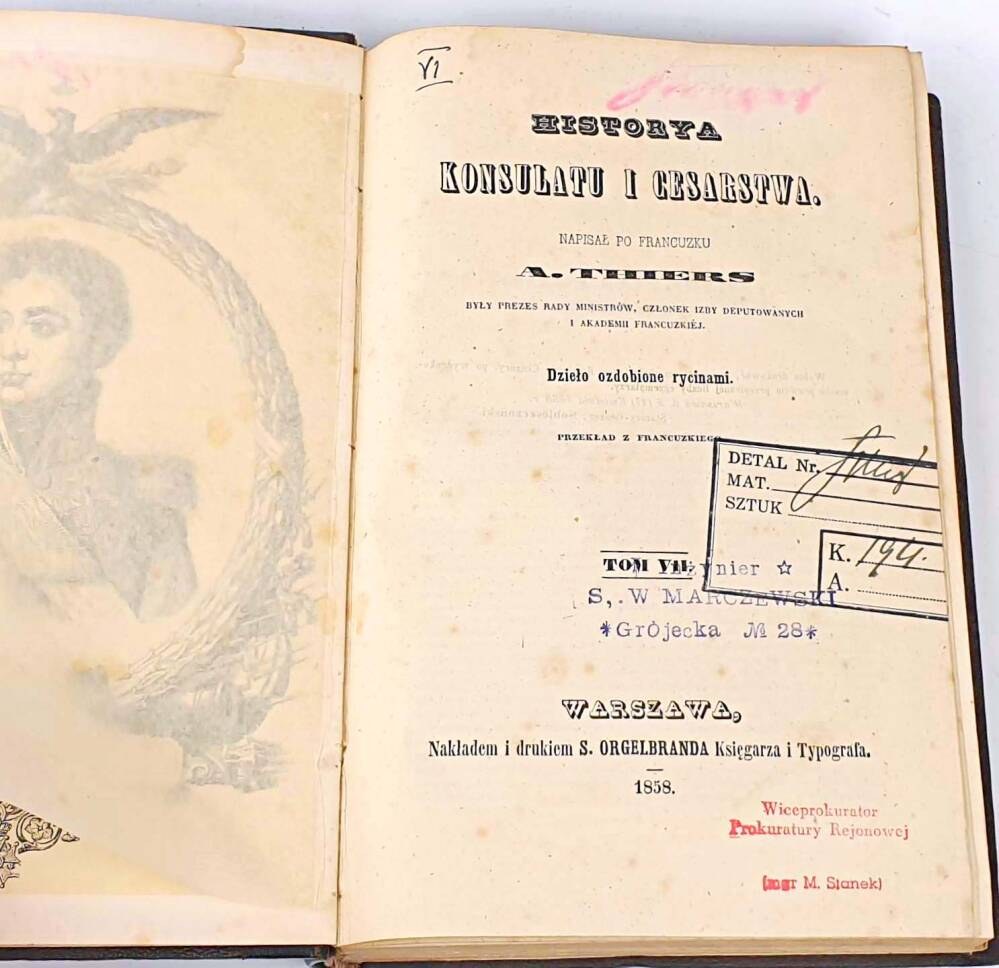 VI
HISTORYA
KONSULATU I CESARSTWA.
NAPISAŁ PO FRANCUZKU
A. THIERS
BYŁY PREZES RADY MINISTRÓW, CZŁONEK IZBY DEPUTOWANYCH
I AKADEMII FRANCUZKIÉJ.
Dzieło ozdobione rycinami.
PRZEKŁAD Z FRANCUZKIEGO
DETAL Nr.
MAT.
SZTUK
K. 194.
A.
TOM VII.
Inżynier ☆
S,.W MARCZEWSKI
*Grójecka № 28*
WARSZAWA,
Nakładem i drukiem S. ORGELBRANDA Księgarza i Typografa.
1858.
Wiceprokurator
Prokuratury Rejonowej
(mgr M. Stanek)